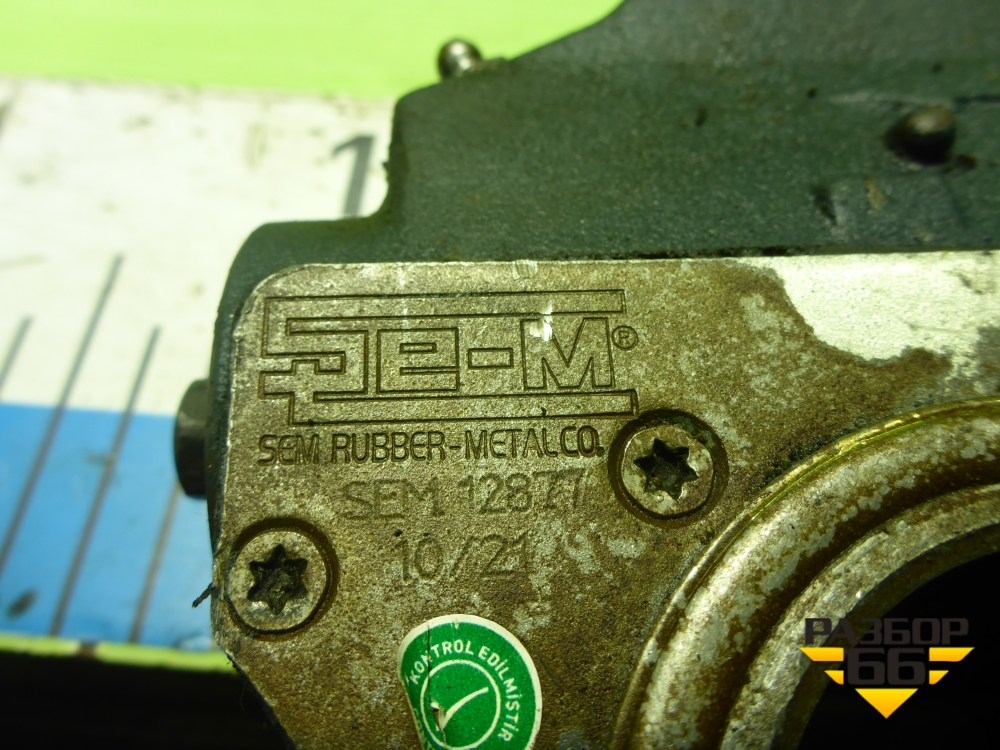 1
Se-M®
SEM RUBBER-METAL CO.
SEM 12877
10/21
KONTROL EDİLMİŞTİR
РАЗБОР
66